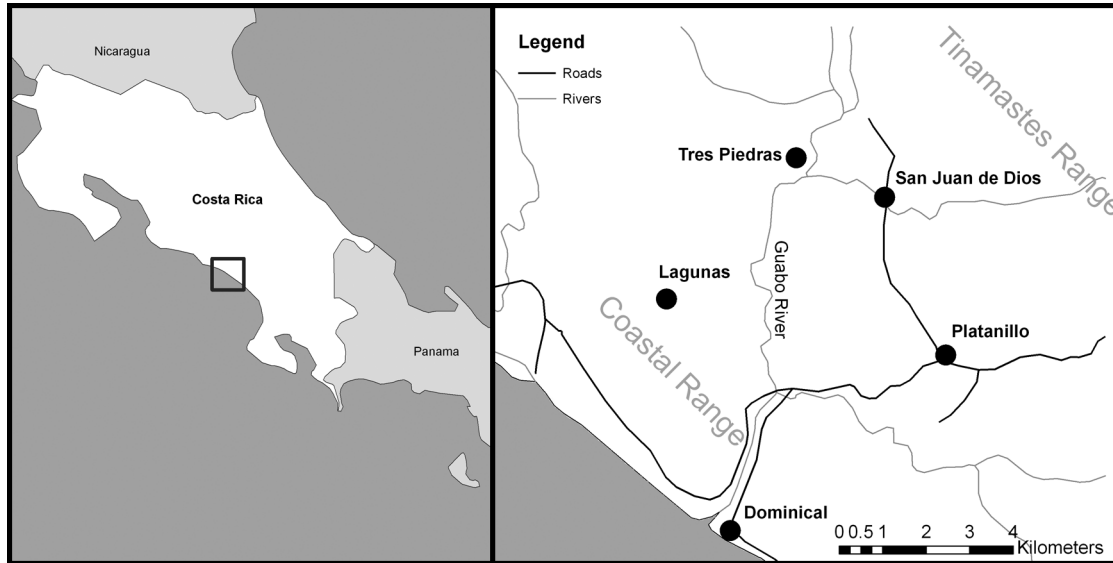 Nicaragua
Costa Rica
Panama
Legend
Roads
Rivers
Tinamastes Range
Tres Piedras
San Juan de Dios
Guabo River
Lagunas
Coastal Range
Platanillo
Dominical
0 0.5 1 2 3 4
Kilometers